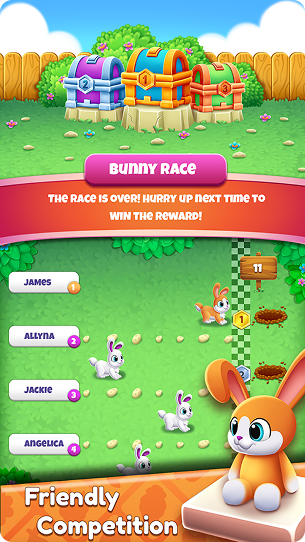 2
1
3
BUNNY RACE
THE RACE IS OVER! HURRY UP NEXT TIME TO
WIN THE REWARD!
11
JAMES
1
1
ALLYNA
2
2
JACKIE
3
ANGELICA
4
Friendly
Competition